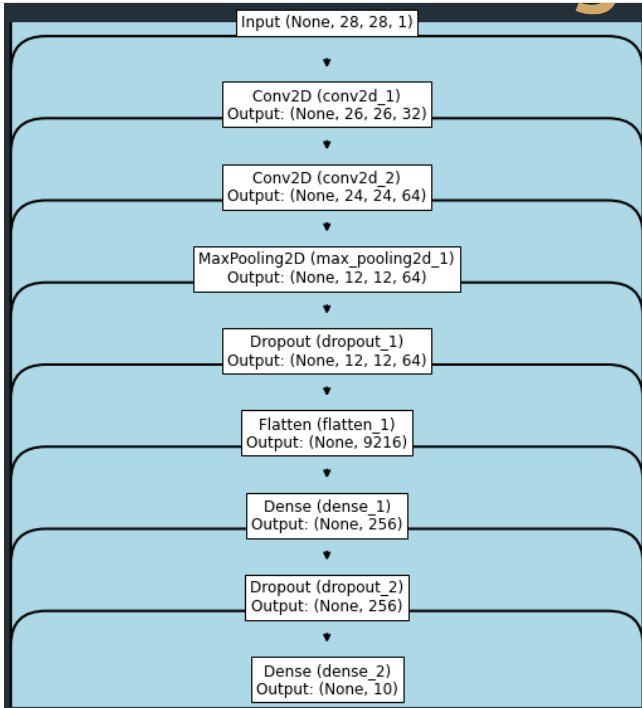 Input (None, 28, 28, 1)
Conv2D (conv2d_1)
Output: (None, 26, 26, 32)
Conv2D (conv2d_2)
Output: (None, 24, 24, 64)
MaxPooling2D (max_pooling2d_1)
Output: (None, 12, 12, 64)
Dropout (dropout_1)
Output: (None, 12, 12, 64)
Flatten (flatten_1)
Output: (None, 9216)
Dense (dense_1)
Output: (None, 256)
Dropout (dropout_2)
Output: (None, 256)
Dense (dense_2)
Output: (None, 10)